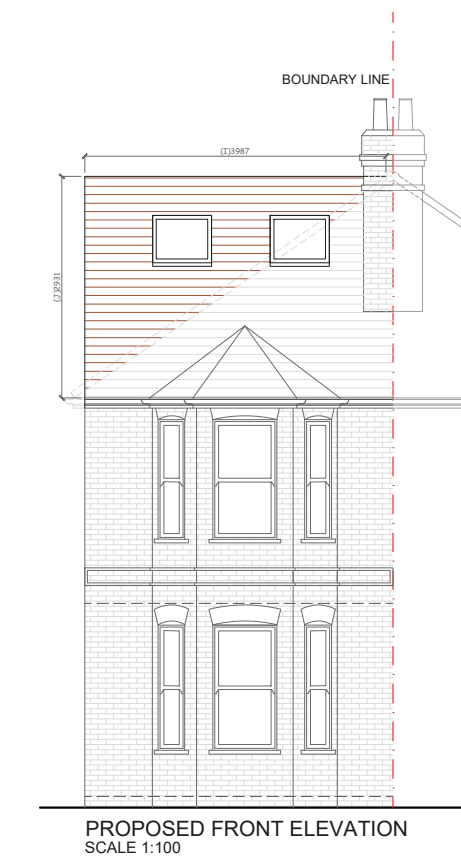 BOUNDARY LINE
(I)3987
(J)2931
PROPOSED FRONT ELEVATION
SCALE 1:100